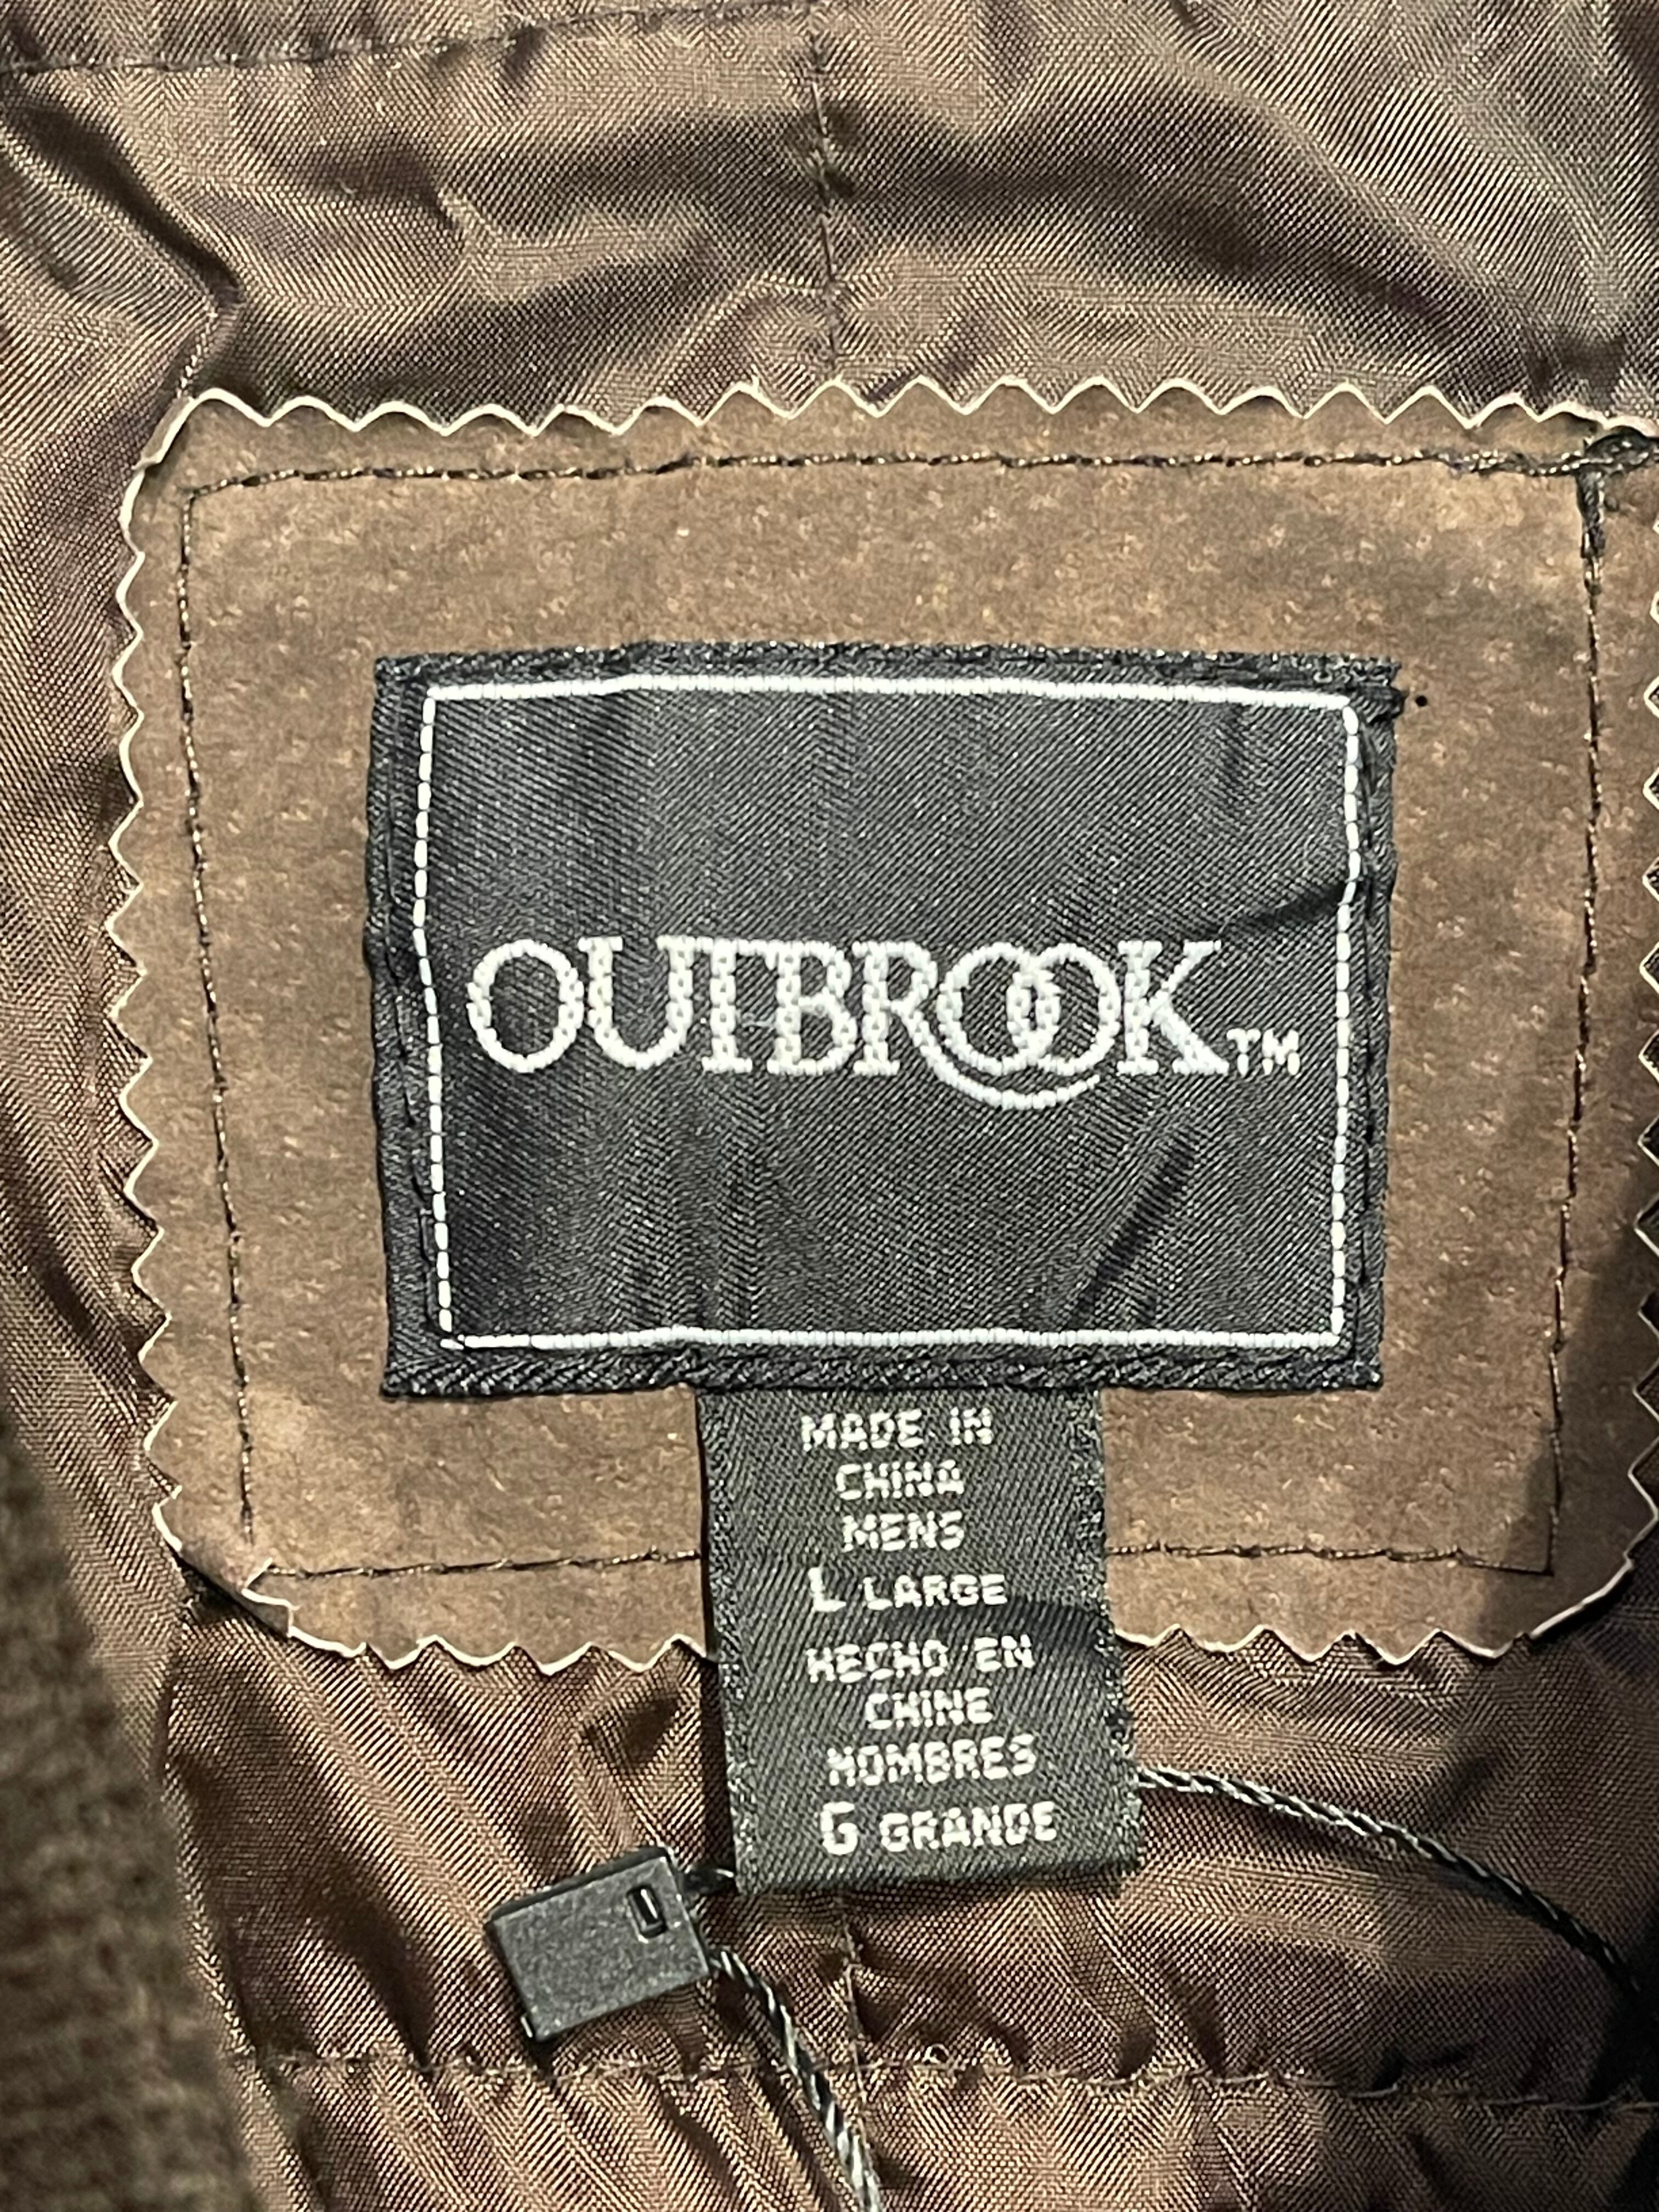 OUTBROOK™
MADE IN
CHINA
MENS
L LARGE
HECHO EN
CHINE
HOMBRES
G GRANDE